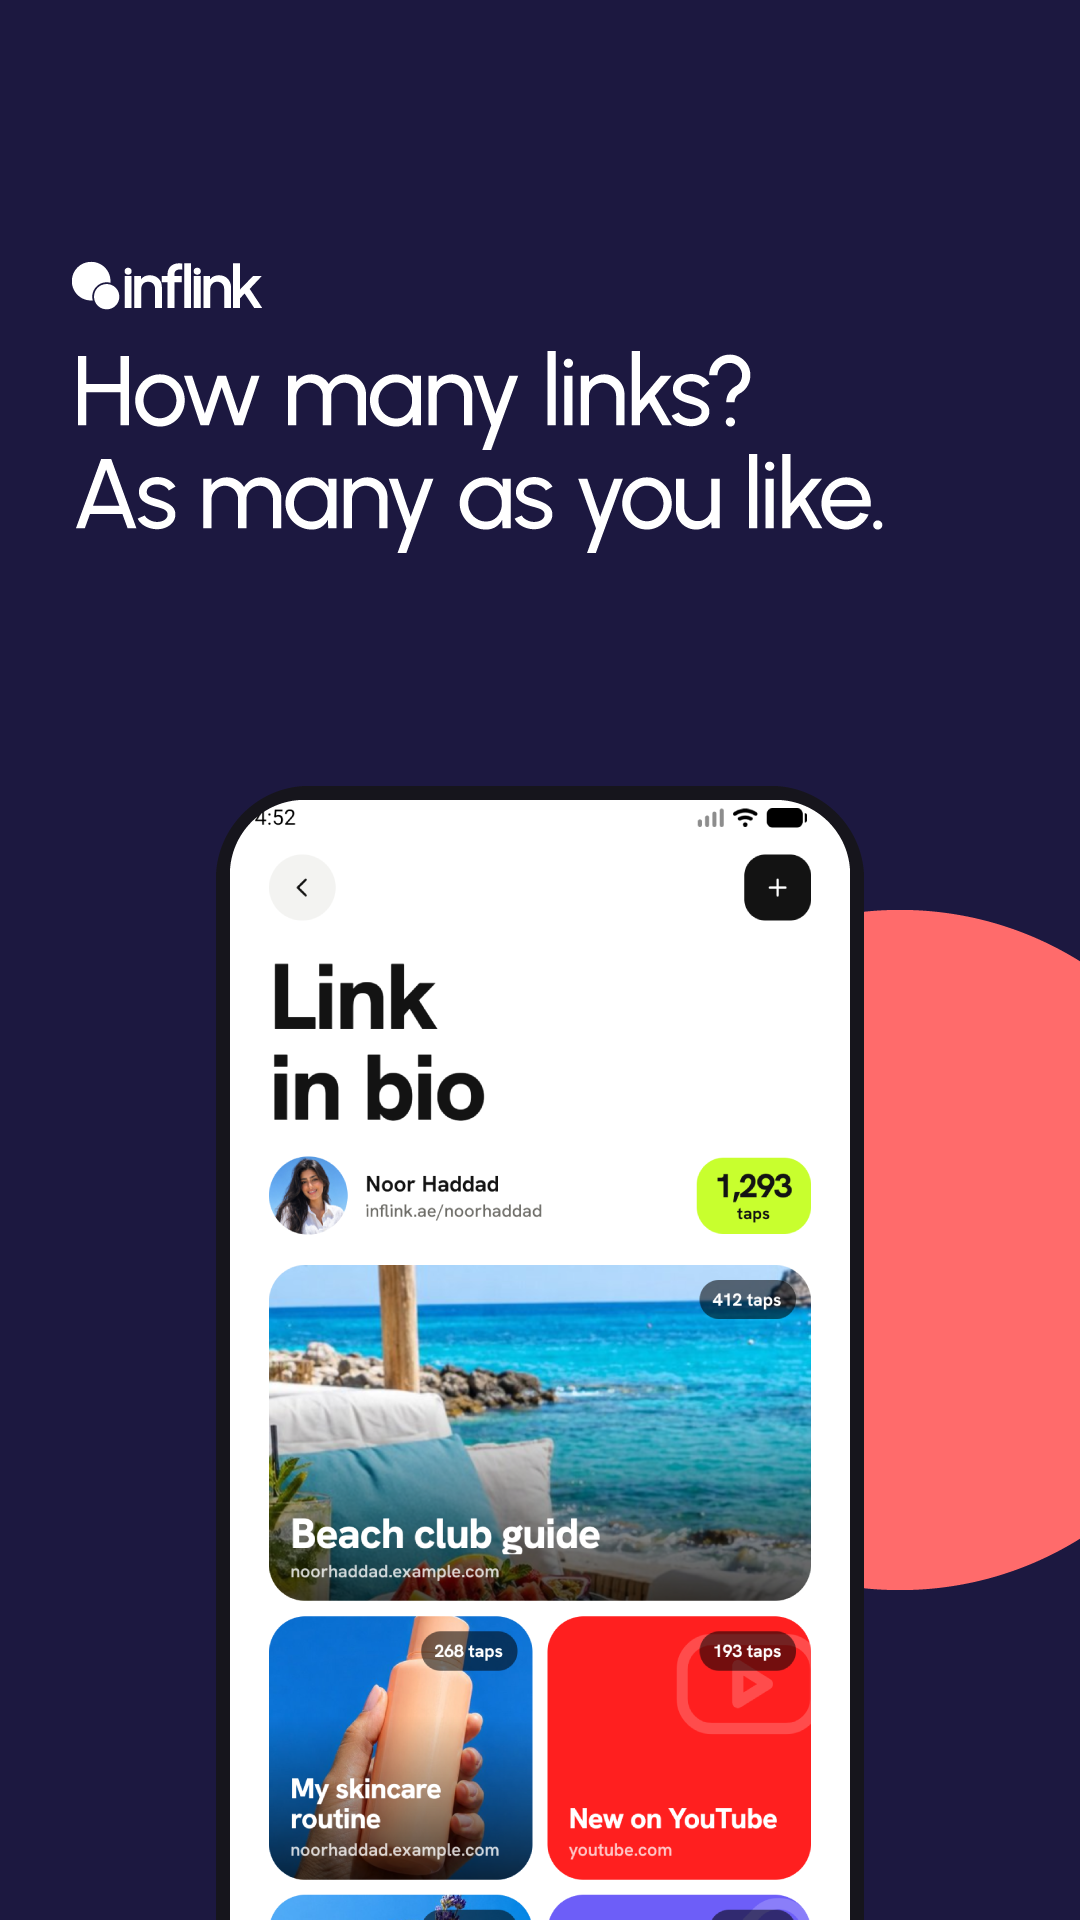 inflink
How many links?
As many as you like.
4:52
Link
in bio
Noor Haddad
inflink.ae/noorhaddad
1,293
taps
412 taps
Beach club guide
noorhaddad.example.com
268 taps
193 taps
My skincare
routine
noorhaddad.example.com
New on YouTube
youtube.com